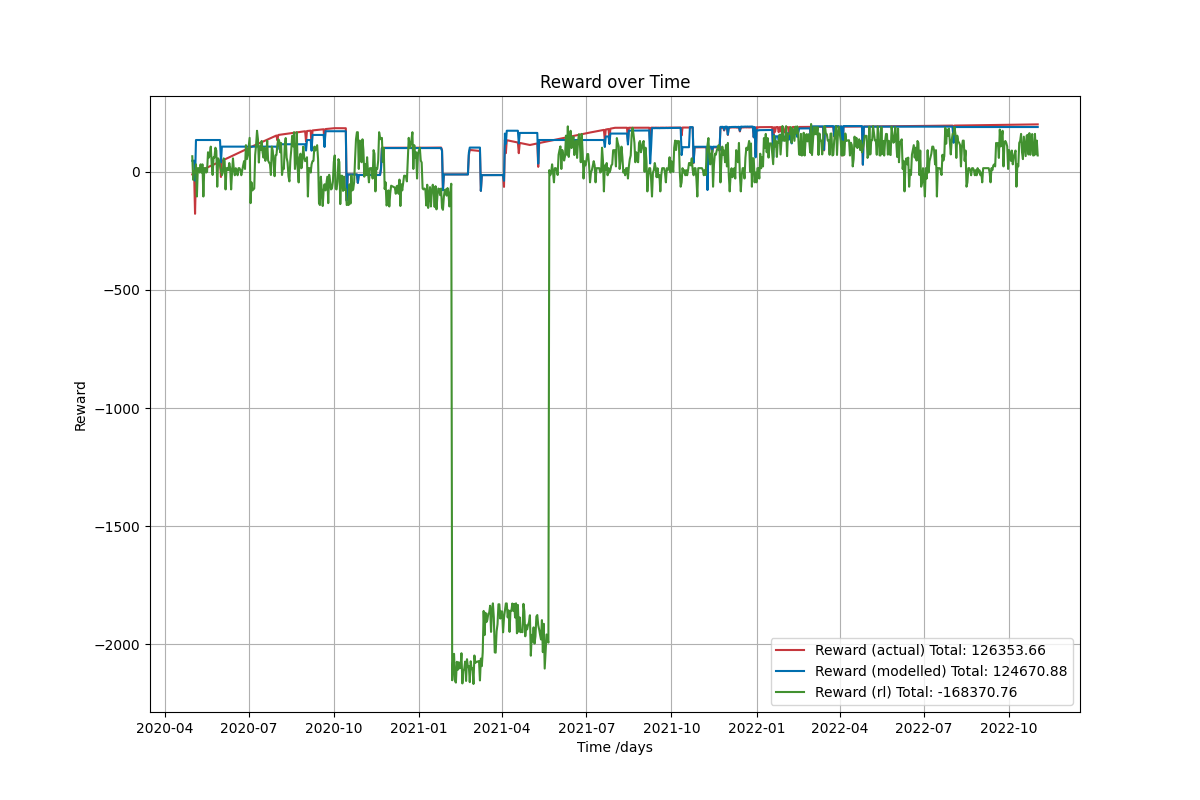 Reward over Time
0
−500
−1000
−1500
−2000
Reward
2020-04
2020-07
2020-10
2021-01
2021-04
2021-07
2021-10
2022-01
2022-04
2022-07
2022-10
Time /days
Reward (actual) Total: 126353.66
Reward (modelled) Total: 124670.88
Reward (rl) Total: -168370.76